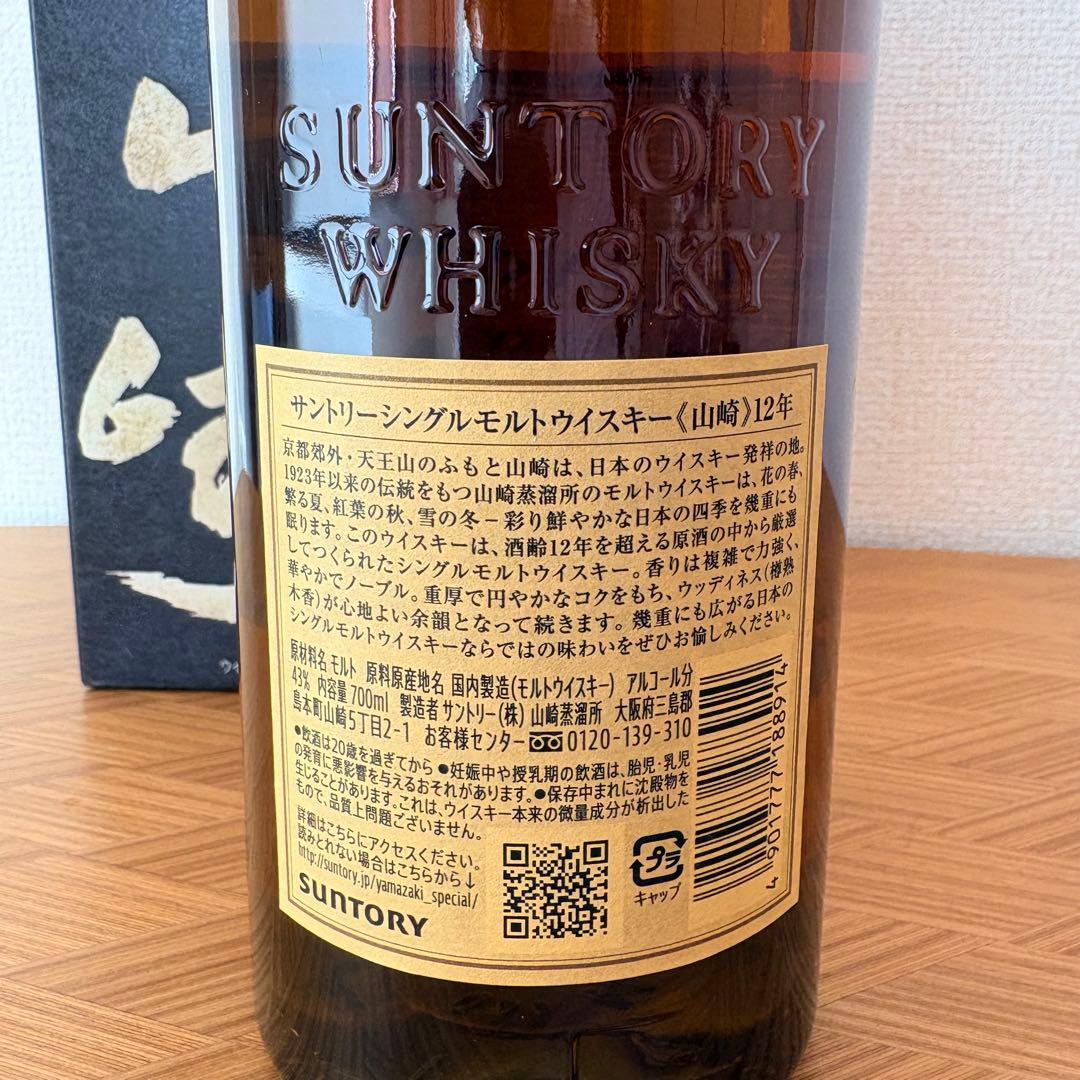 SUNTORY
WHISKY
サントリーシングルモルトウイスキー《山崎》12年
京都郊外・天王山のふもと山崎は、日本のウイスキー発祥の地。
1923年以来の伝統をもつ山崎蒸溜所のモルトウイスキーは、花の春、
繁る夏、紅葉の秋、雪の冬－彩り鮮やかな日本の四季を幾重にも
眠ります。このウイスキーは、酒齢12年を超える原酒の中から厳選
してつくられたシングルモルトウイスキー。香りは複雑で力強く、
華やかでノーブル。重厚で円やかなコクをもち、ウッディネス(樽熟
木香)が心地よい余韻となって続きます。幾重にも広がる日本の
シングルモルトウイスキーならではの味わいをぜひお愉しみください。
原材料名 モルト 原料原産地名 国内製造(モルトウイスキー) アルコール分
43% 内容量700ml 製造者 サントリー(株) 山崎蒸溜所 大阪府三島郡
島本町山崎5丁目2-1 お客様センター 0120-139-310
●飲酒は20歳を過ぎてから ●妊娠中や授乳期の飲酒は、胎児・乳児
の発育に悪影響を与えるおそれがあります。●保存中まれに沈殿物を
生じることがあります。これは、ウイスキー本来の微量成分が析出した
もので、品質上問題ございません。
詳細はこちらにアクセスください。
読みとれない場合はこちらから↓
http://suntory.jp/yamazaki_special/
SUNTORY
プラ
キャップ
4 901777 188914